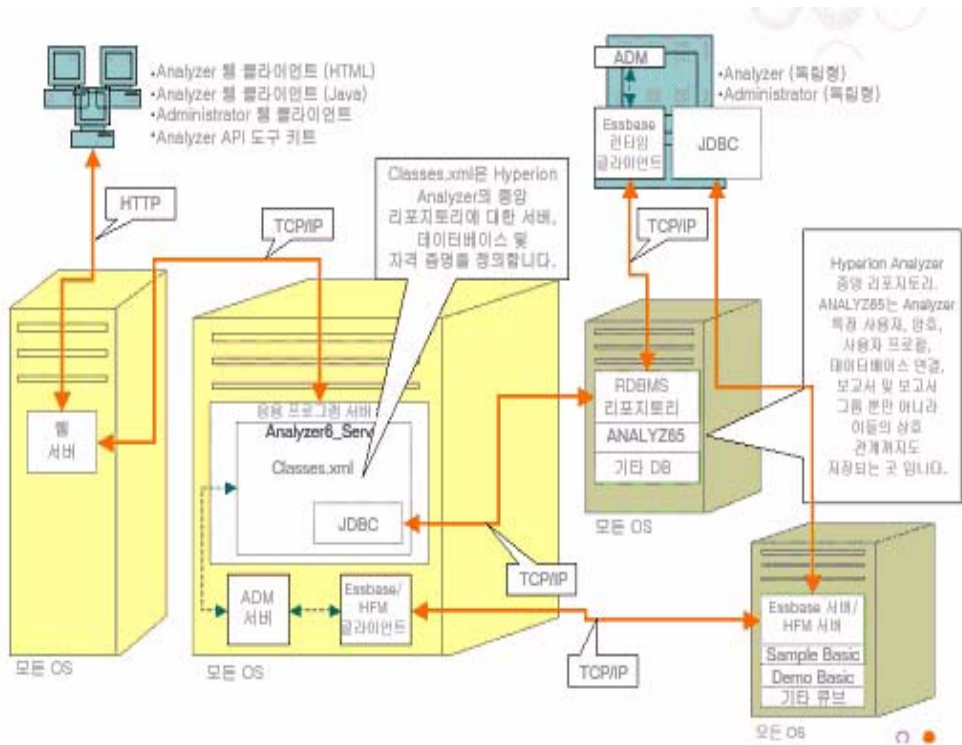 •Analyzer 웹 클라이언트 (HTML)
•Analyzer 웹 클라이언트 (Java)
•Administrator 웹 클라이언트
•Analyzer API 도구 키트
HTTP
TCP/IP
Classes.xml은 Hyperion
Analyzer의 중앙
리포지토리에 대한 서버,
데이터베이스 및
자격 증명을 정의합니다.
ADM
Essbase
런타임
클라이언트
JDBC
•Analyzer (독립형)
•Administrator (독립형)
TCP/IP
Hyperion Analyzer
중앙 리포지토리.
ANALYZ65는 Analyzer
특정 사용자, 암호,
사용자 프로필,
데이터베이스 연결,
보고서 및 보고서
그룹 뿐만 아니라
이들의 상호
관계까지도
저장되는 곳 입니다.
웹
서버
모든 OS
응용 프로그램 서버
Analyzer6_Serv
Classes.xml
JDBC
ADM
서버
Essbase/
HFM
클라이언트
모든 OS
TCP/IP
RDBMS
리포지토리
ANALYZ65
기타 DB
모든 OS
TCP/IP
Essbase 서버/
HFM 서버
Sample Basic
Demo Basic
기타 큐브
모든 OS